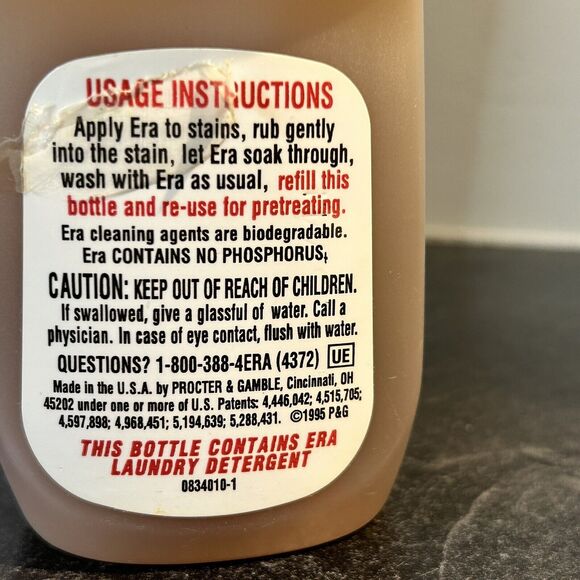 USAGE INSTRUCTIONS
Apply Era to stains, rub gently
into the stain, let Era soak through,
wash with Era as usual, refill this
bottle and re-use for pretreating.
Era cleaning agents are biodegradable.
Era CONTAINS NO PHOSPHORUS.
CAUTION: KEEP OUT OF REACH OF CHILDREN.
If swallowed, give a glassful of water. Call a
physician. In case of eye contact, flush with water.
QUESTIONS? 1-800-388-4ERA (4372) UE
Made in the U.S.A. by PROCTER & GAMBLE, Cincinnati, OH
45202 under one or more of U.S. Patents: 4,446,042; 4,515,705;
4,597,898; 4,968,451; 5,194,639; 5,288,431. ©1995 P&G
THIS BOTTLE CONTAINS ERA
LAUNDRY DETERGENT
0834010-1